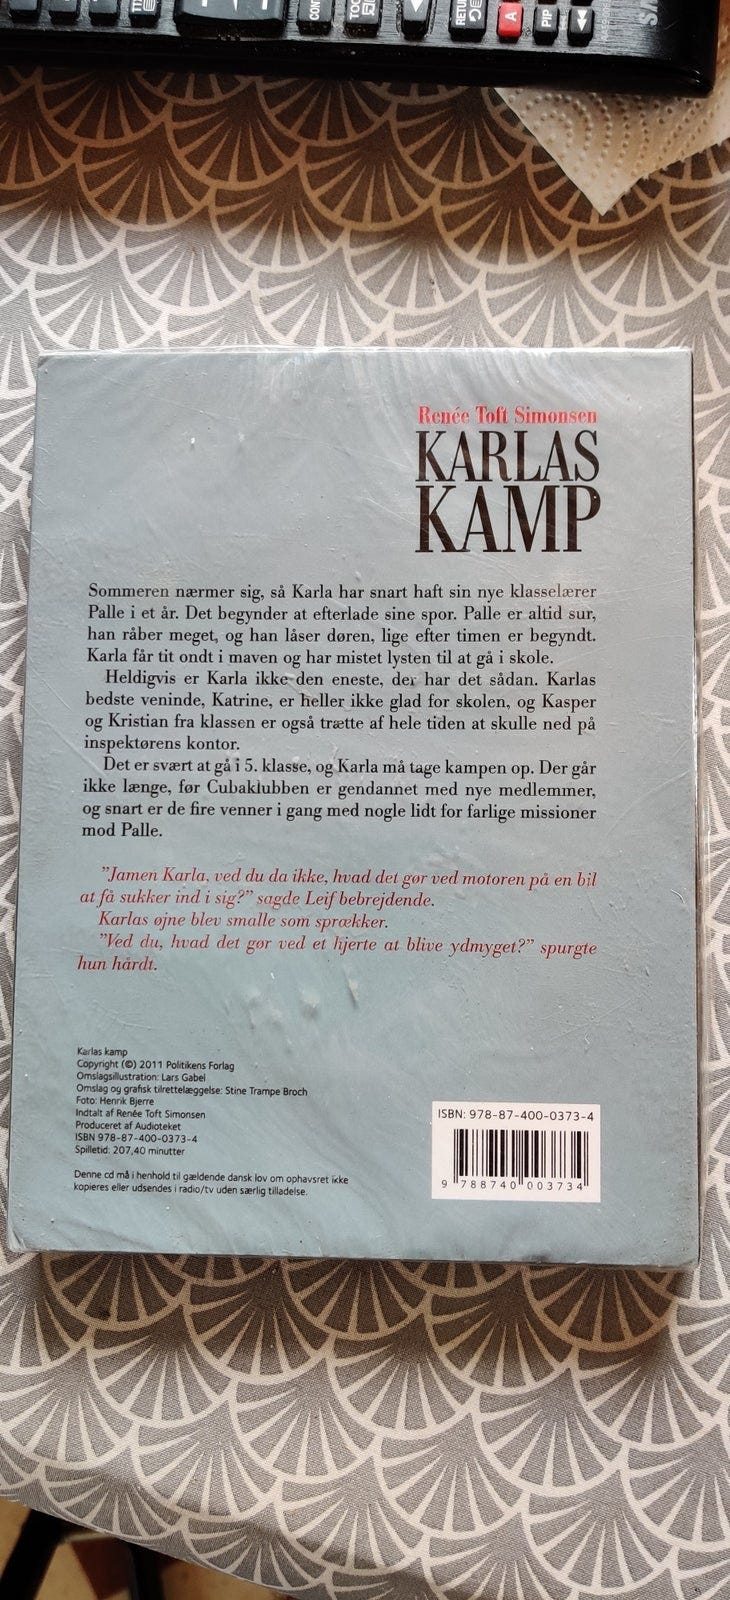 CONT
TOO
RETU
A
PIP
Renée Toft Simonsen
KARLAS
KAMP
Sommeren nærmer sig, så Karla har snart haft sin nye klasselærer
Palle i et år. Det begynder at efterlade sine spor. Palle er altid sur,
han råber meget, og han låser døren, lige efter timen er begyndt.
Karla får tit ondt i maven og har mistet lysten til at gå i skole.
Heldigvis er Karla ikke den eneste, der har det sådan. Karlas
bedste veninde, Katrine, er heller ikke glad for skolen, og Kasper
og Kristian fra klassen er også trætte af hele tiden at skulle ned på
inspektørens kontor.
Det er svært at gå i 5. klasse, og Karla må tage kampen op. Der går
ikke længe, før Cubaklubben er gendannet med nye medlemmer,
og snart er de fire venner i gang med nogle lidt for farlige missioner
mod Palle.
”Jamen Karla, ved du da ikke, hvad det gør ved motoren på en bil
at få sukker ind i sig?” sagde Leif bebrejdende.
Karlas øjne blev smalle som sprækker.
”Ved du, hvad det gør ved et hjerte at blive ydmyget?” spurgte
hun hårdt.
Karlas kamp
Copyright (©) 2011 Politikens Forlag
Omslagsillustration: Lars Gabel
Omslag og grafisk tilrettelæggelse: Stine Trampe Broch
Foto: Henrik Bjerre
Indtalt af Renée Toft Simonsen
Produceret af Audioteket
ISBN 978-87-400-0373-4
Spilletid: 207,40 minutter
Denne cd må i henhold til gældende dansk lov om ophavsret ikke
kopieres eller udsendes i radio/tv uden særlig tilladelse.
ISBN: 978-87-400-0373-4
9 788740 003734